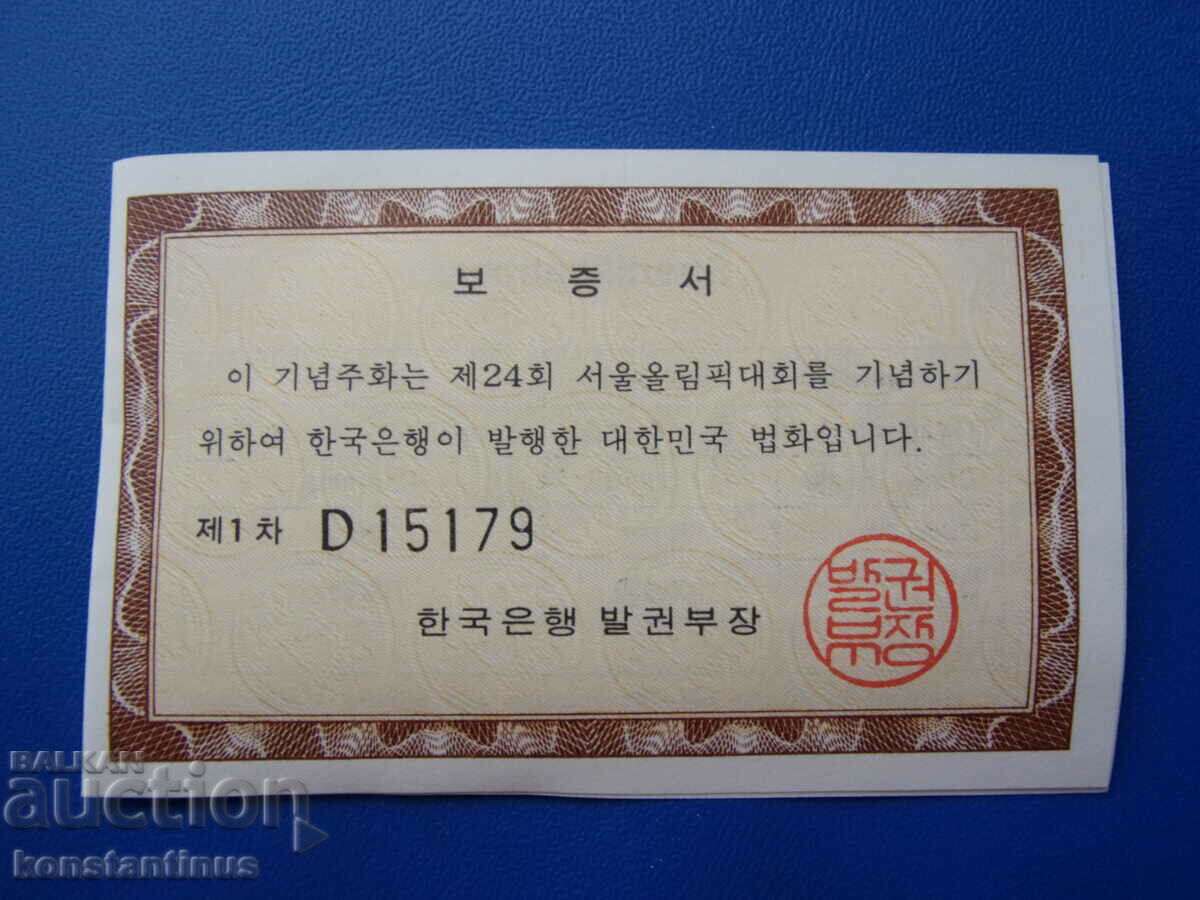 보 증 서
이 기념주화는 제24회 서울올림픽대회를 기념하기
위하여 한국은행이 발행한 대한민국 법화입니다.
제1차 D 15179
한국은행 발권부장
발권
부장
BALKAN
auction
konstantinus